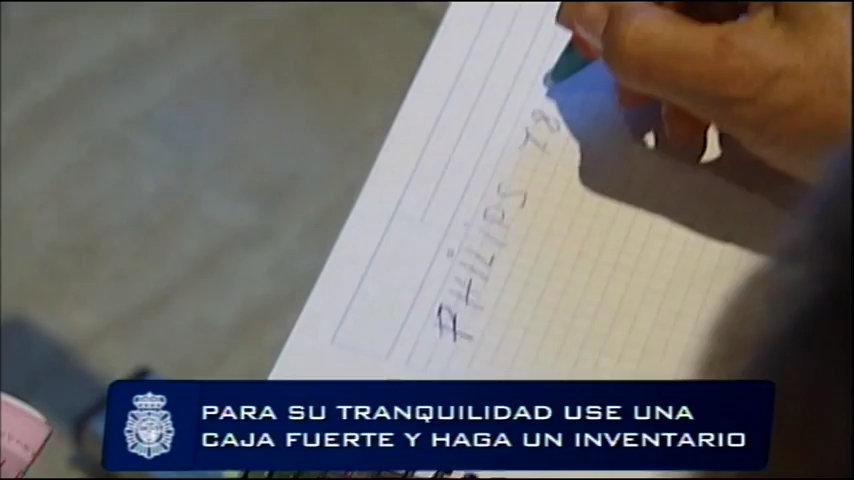 PHILIPS 78
PARA SU TRANQUILIDAD USE UNA
CAJA FUERTE Y HAGA UN INVENTARIO